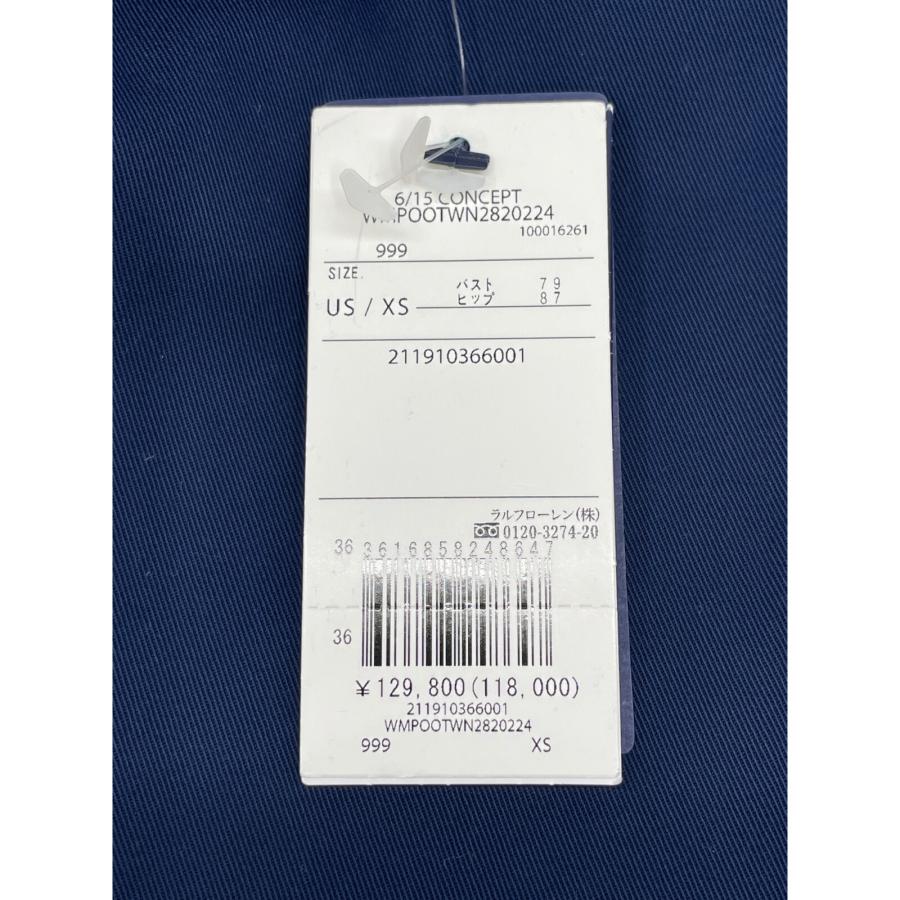 6/15 CONCEPT
WMPOOTWN2820224
100016261
999
SIZE.
US / XS
バスト 79
ヒップ 87
211910366001
ラルフローレン(株)
0120-3274-20
36 3616858248647
36
¥129,800(118,000)
211910366001
WMPOOTWN2820224
999 XS